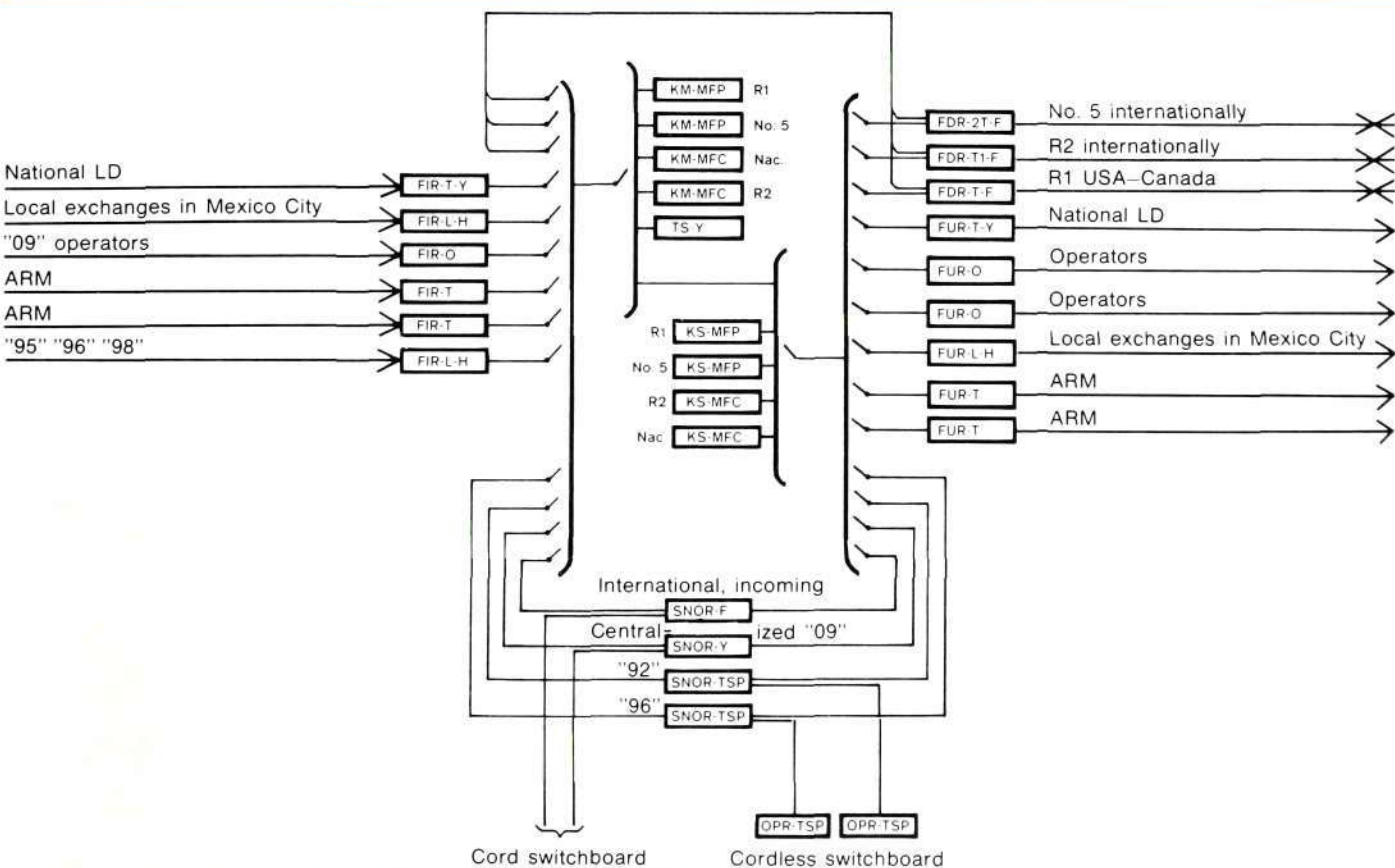 KM-MFP R1
KM-MFP No. 5
KM-MFC Nac.
KM-MFC R2
TS-Y
National LD
FIR-T-Y
Local exchanges in Mexico City
FIR-L-H
"09" operators
FIR-O
ARM
FIR-T
ARM
FIR-T
"95" "96" "98"
FIR-L-H
R1 KS-MFP
No. 5 KS-MFP
R2 KS-MFC
Nac KS-MFC
FDR-2T-F No. 5 internationally
FDR-T1-F R2 internationally
FDR-T-F R1 USA–Canada
FUR-T-Y National LD
FUR-O Operators
FUR-O Operators
FUR-L-H Local exchanges in Mexico City
FUR-T ARM
FUR-T ARM
International, incoming
SNOR-F
Central= ized "09"
SNOR-Y
"92" SNOR-TSP
"96" SNOR-TSP
OPR-TSP OPR-TSP
Cord switchboard Cordless switchboard